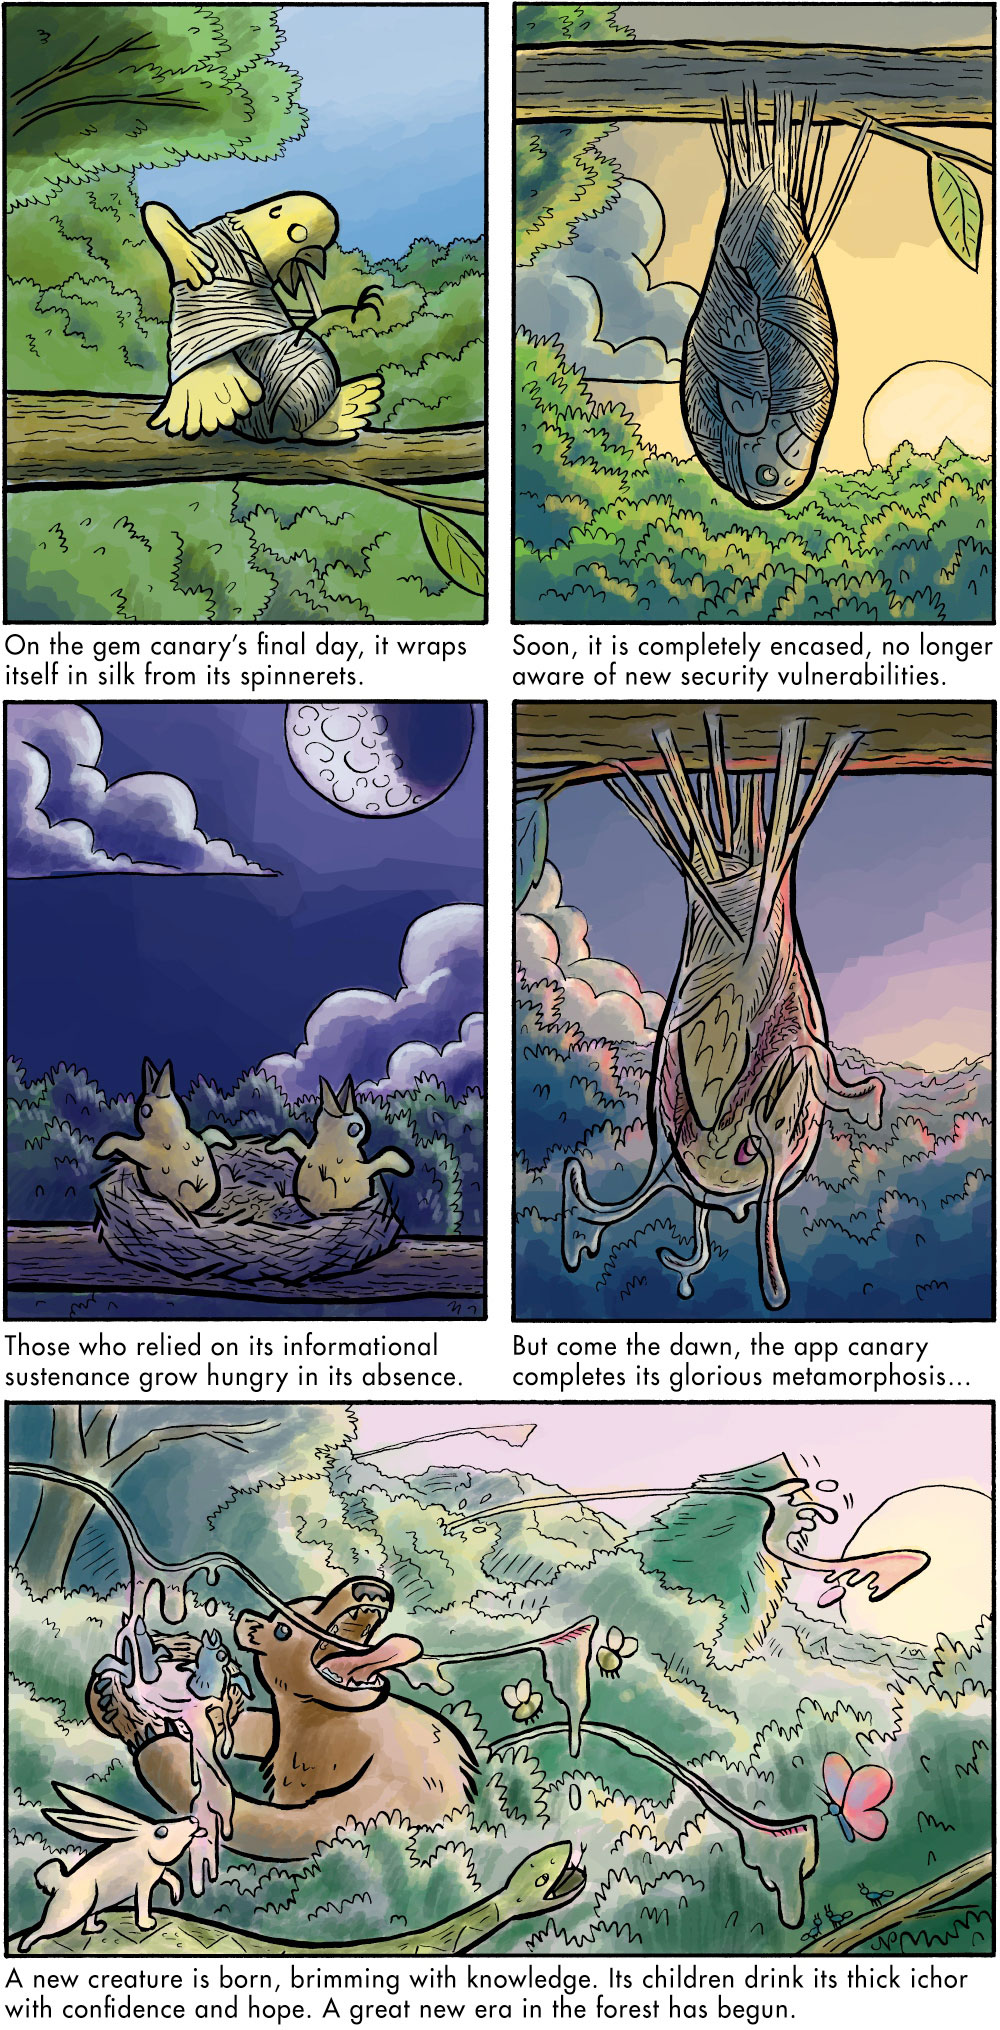 On the gem canary's final day, it wraps
itself in silk from its spinnerets.
Soon, it is completely encased, no longer
aware of new security vulnerabilities.
Those who relied on its informational
sustenance grow hungry in its absence.
But come the dawn, the app canary
completes its glorious metamorphosis...
A new creature is born, brimming with knowledge. Its children drink its thick ichor
with confidence and hope. A great new era in the forest has begun.